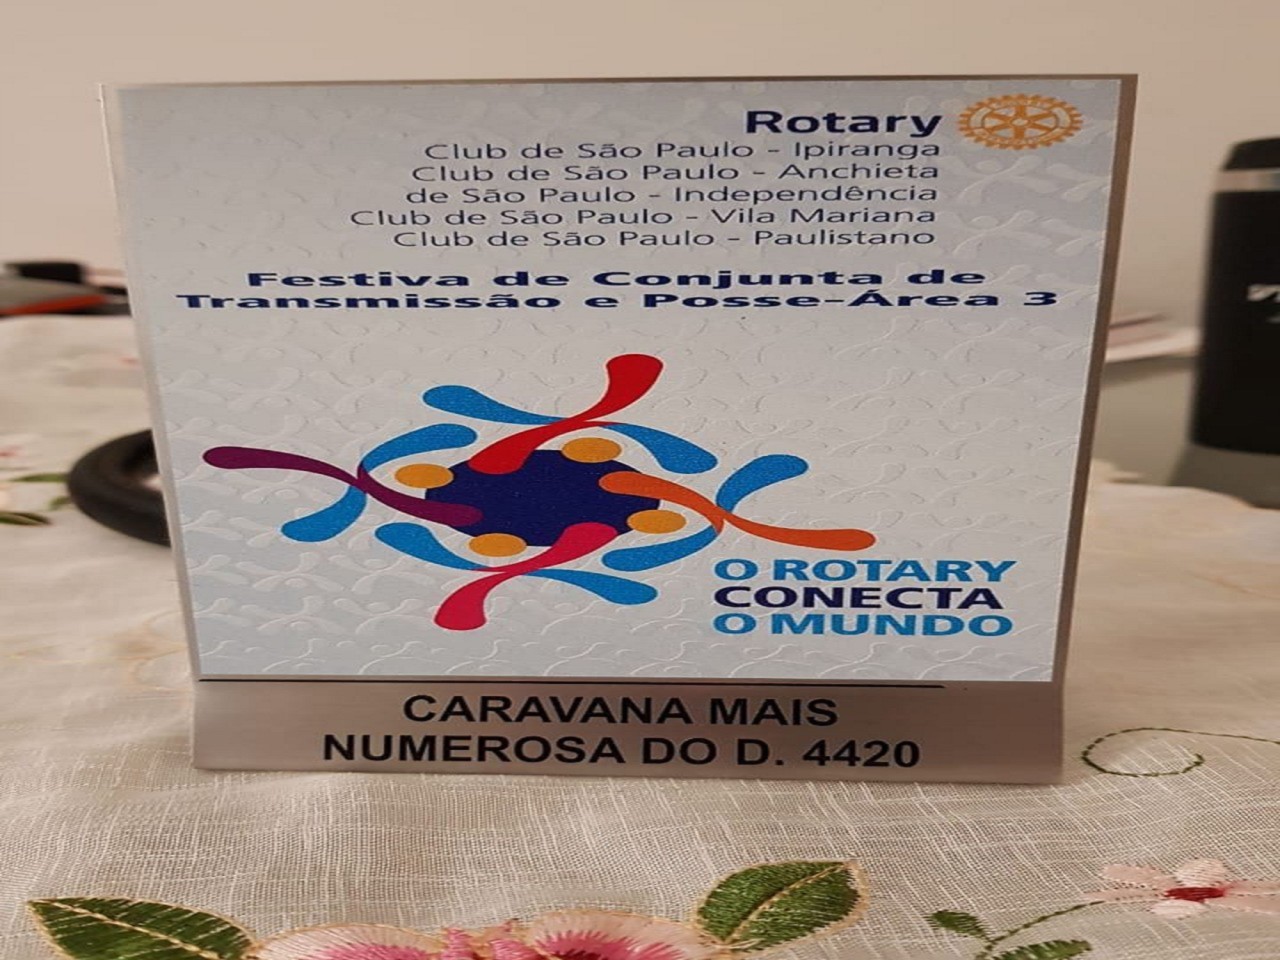 Rotary
Club de São Paulo - Ipiranga
Club de São Paulo - Anchieta
de São Paulo - Independência
Club de São Paulo - Vila Mariana
Club de São Paulo - Paulistano
Festiva de Conjunta de
Transmissão e Posse-Área 3
O ROTARY
CONECTA
O MUNDO
CARAVANA MAIS
NUMEROSA DO D. 4420